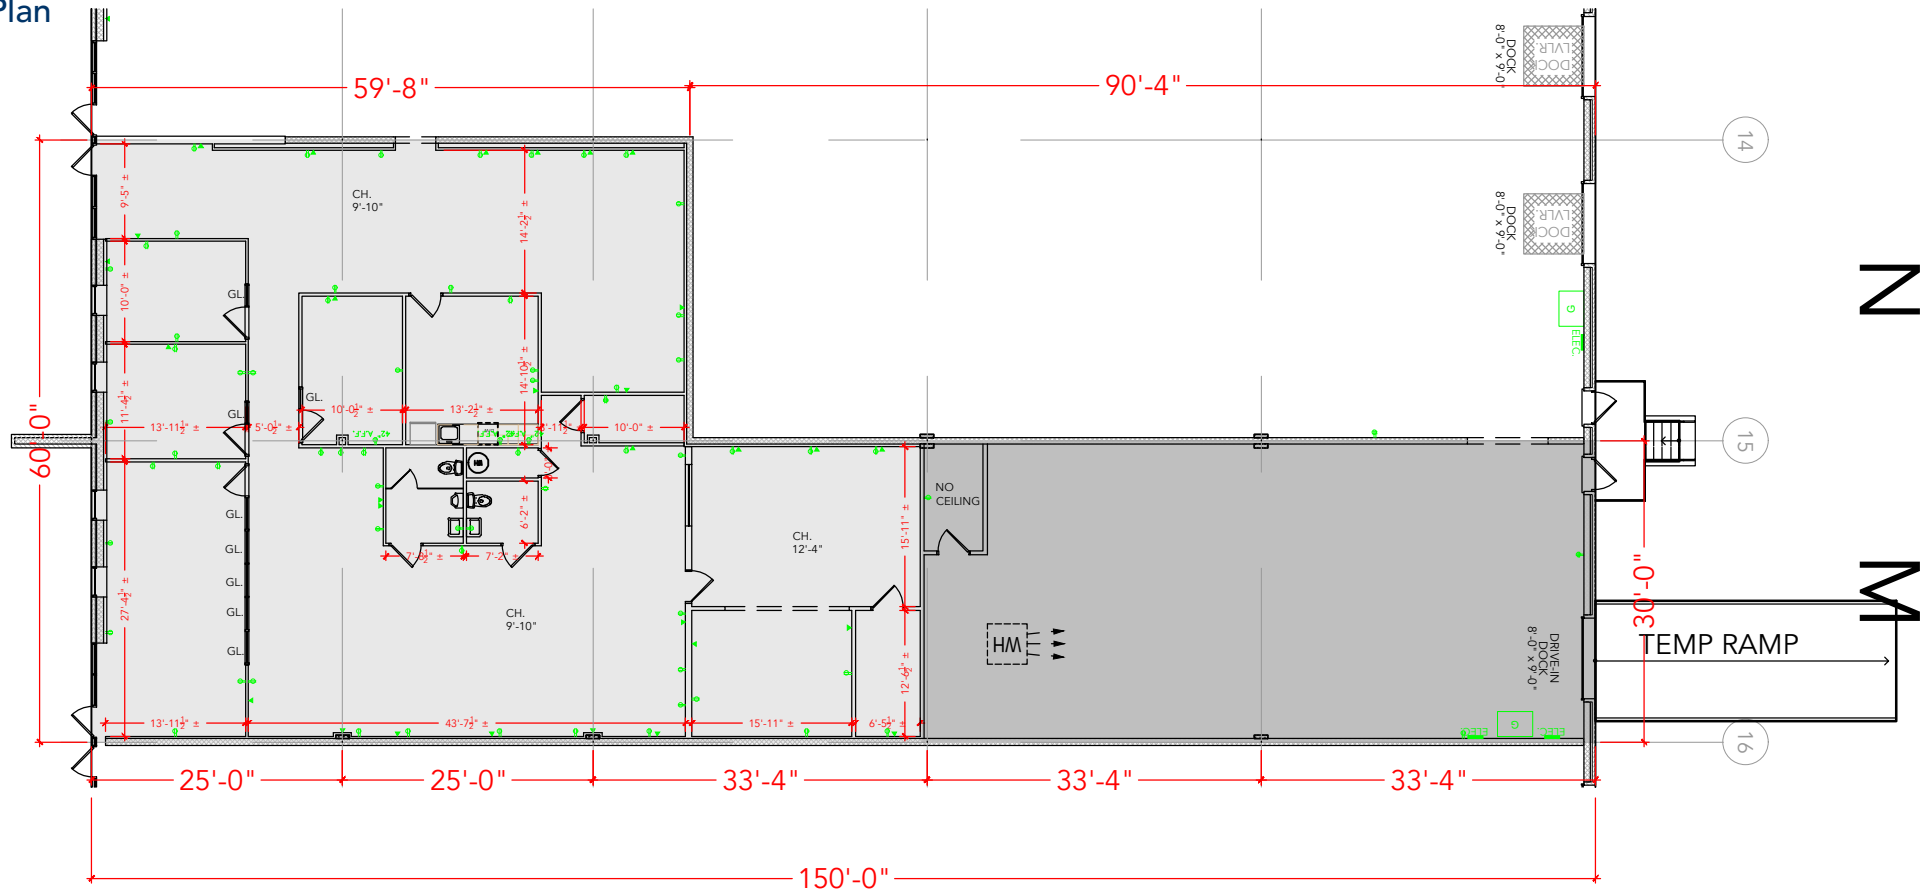 Plan
59'-8"
90'-4"
DOCK
8'-0" x 9'-0"
DOCK
LVLR.
14
9'-5" ±
CH.
9'-10"
14'-2½" ±
DOCK
8'-0" x 9'-0"
DOCK
LVLR.
N
10'-0" ±
GL.
G
ELEC.
14'-10½" ±
11'-4½" ±
GL.
GL.
10'-0½" ±
13'-2½" ±
13'-11½" ±
5'-0½" ±
42" A.F.F.
10'-0" ±
60'-0"
15
NO
CEILING
GL.
6'-2" ±
15'-11" ±
CH.
12'-4"
GL.
7'-2" ±
GL.
27'-4½" ±
30'-0"
M
GL.
CH.
9'-10"
GL.
WH
12'-6½" ±
DRIVE-IN
DOCK
8'-0" x 9'-0"
TEMP RAMP
13'-11½" ±
43'-7½" ±
15'-11" ±
6'-5½" ±
ELEC.
G
ELEC.
16
25'-0"
25'-0"
33'-4"
33'-4"
33'-4"
150'-0"